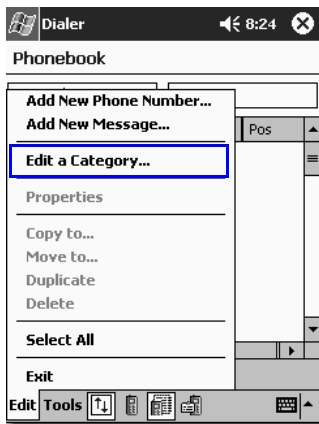 Dialer 8:24
Phonebook
Add New Phone Number...
Add New Message...
Pos
Edit a Category...
Properties
Copy to...
Move to...
Duplicate
Delete
Select All
Exit
Edit Tools